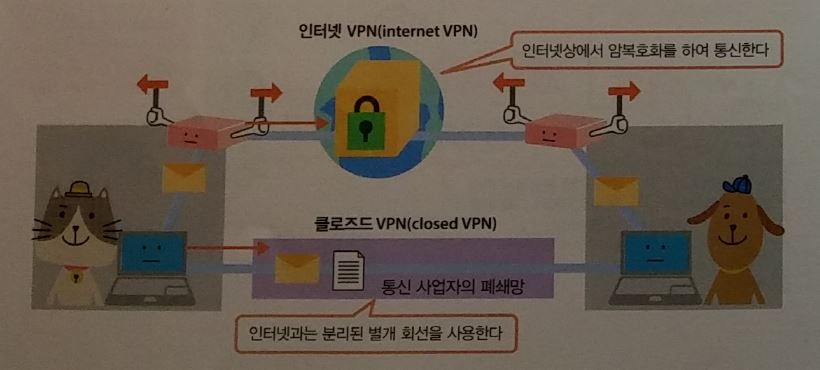 인터넷 VPN(internet VPN)
인터넷상에서 암복호화를 하여 통신한다
클로즈드 VPN(closed VPN)
통신 사업자의 폐쇄망
인터넷과는 분리된 별개 회선을 사용한다